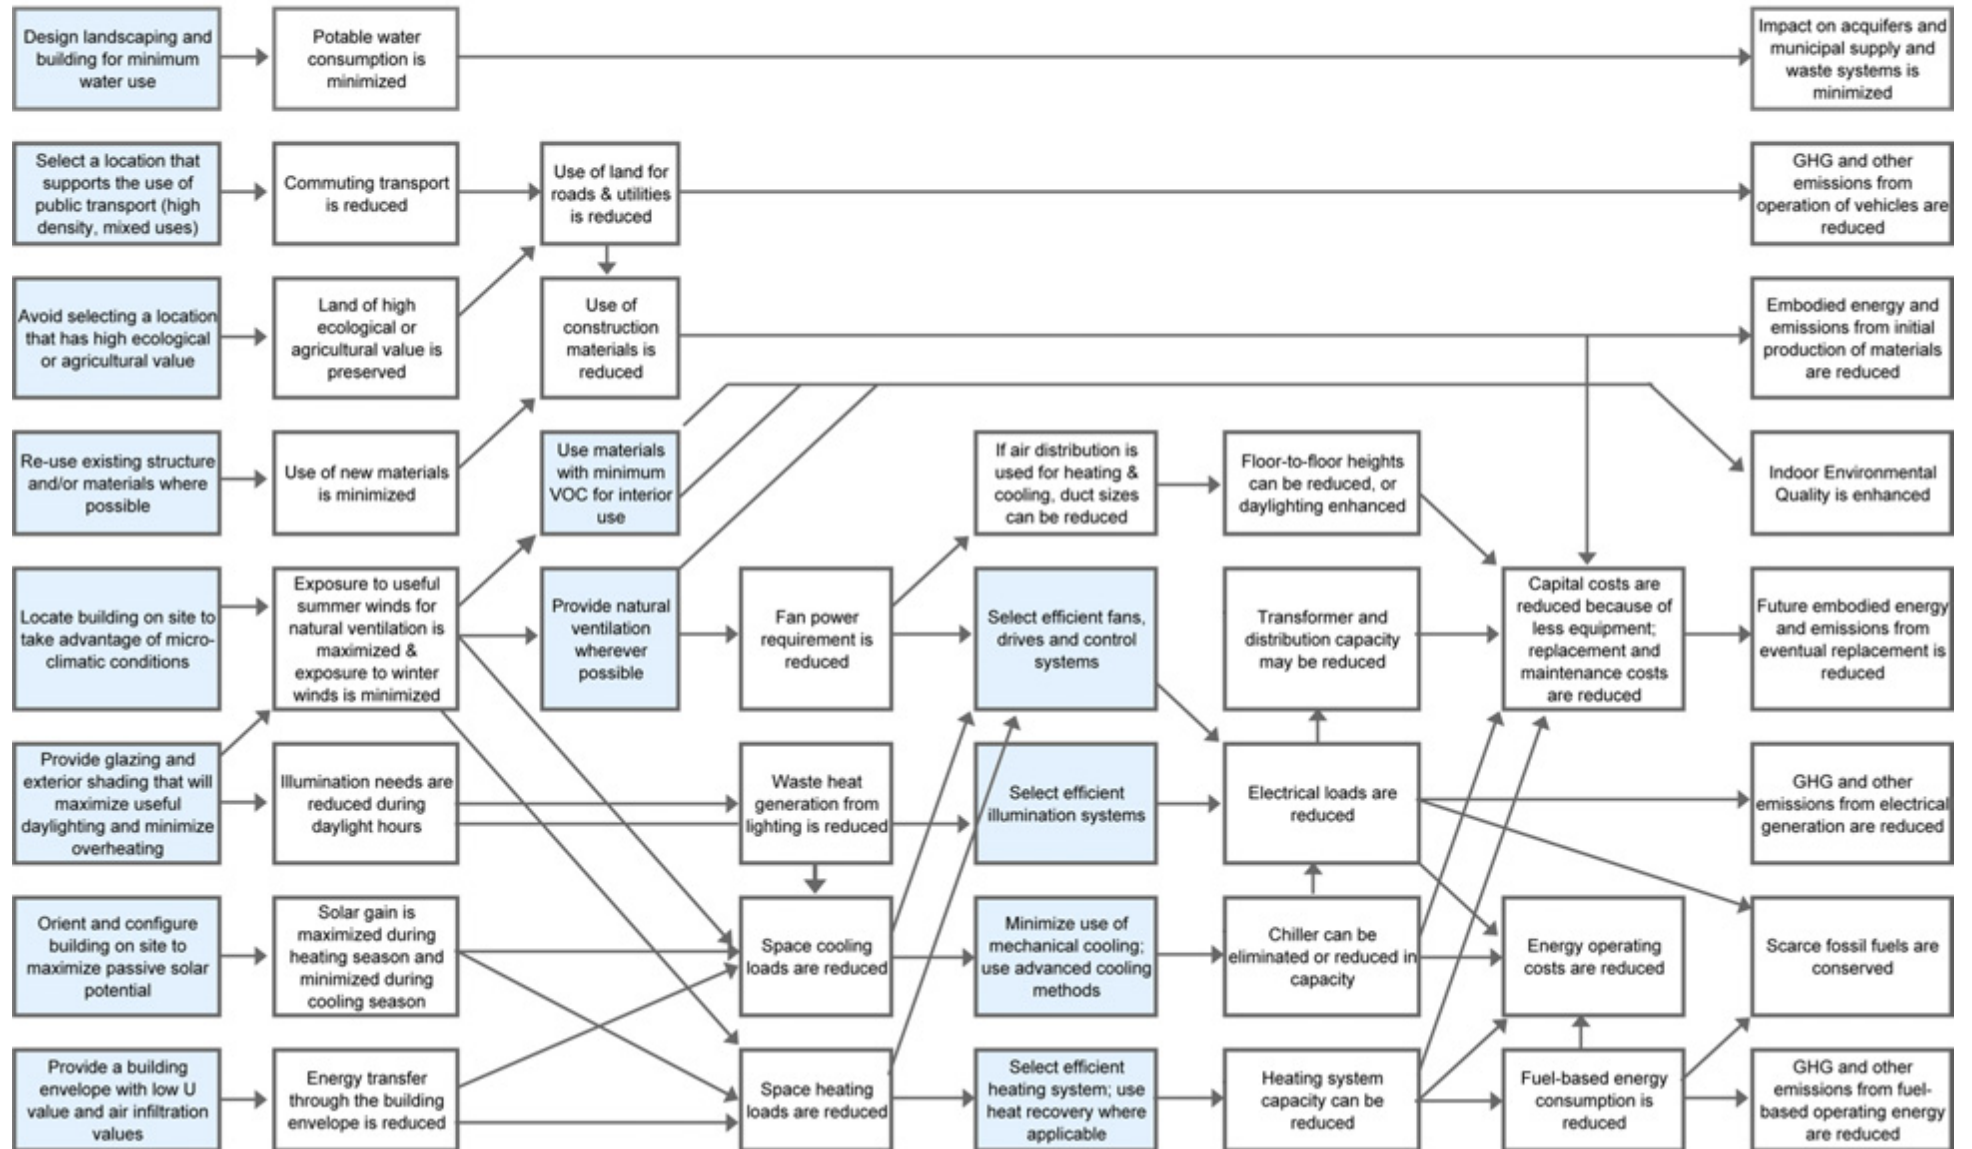 Design landscaping and
building for minimum
water use
Potable water
consumption is
minimized
Impact on acquifers and
municipal supply and
waste systems is
minimized
Select a location that
supports the use of
public transport (high
density, mixed uses)
Commuting transport
is reduced
Use of land for
roads & utilities
is reduced
GHG and other
emissions from
operation of vehicles are
reduced
Avoid selecting a location
that has high ecological
or agricultural value
Land of high
ecological or
agricultural value is
preserved
Use of
construction
materials is
reduced
Embodied energy and
emissions from initial
production of materials
are reduced
Re-use existing structure
and/or materials where
possible
Use of new materials
is minimized
Use materials
with minimum
VOC for interior
use
If air distribution is
used for heating &
cooling, duct sizes
can be reduced
Floor-to-floor heights
can be reduced, or
daylighting enhanced
Indoor Environmental
Quality is enhanced
Locate building on site to
take advantage of micro-
climatic conditions
Exposure to useful
summer winds for
natural ventilation is
maximized &
exposure to winter
winds is minimized
Provide natural
ventilation
wherever
possible
Fan power
requirement is
reduced
Select efficient fans,
drives and control
systems
Transformer and
distribution capacity
may be reduced
Capital costs are
reduced because of
less equipment;
replacement and
maintenance costs
are reduced
Future embodied energy
and emissions from
eventual replacement is
reduced
Provide glazing and
exterior shading that will
maximize useful
daylighting and minimize
overheating
Illumination needs are
reduced during
daylight hours
Waste heat
generation from
lighting is reduced
Select efficient
illumination systems
Electrical loads are
reduced
GHG and other
emissions from electrical
generation are reduced
Orient and configure
building on site to
maximize passive solar
potential
Solar gain is
maximized during
heating season and
minimized during
cooling season
Space cooling
loads are reduced
Minimize use of
mechanical cooling;
use advanced cooling
methods
Chiller can be
eliminated or reduced in
capacity
Energy operating
costs are reduced
Scarce fossil fuels are
conserved
Provide a building
envelope with low U
value and air infiltration
values
Energy transfer
through the building
envelope is reduced
Space heating
loads are reduced
Select efficient
heating system; use
heat recovery where
applicable
Heating system
capacity can be
reduced
Fuel-based energy
consumption is
reduced
GHG and other
emissions from fuel-
based operating energy
are reduced